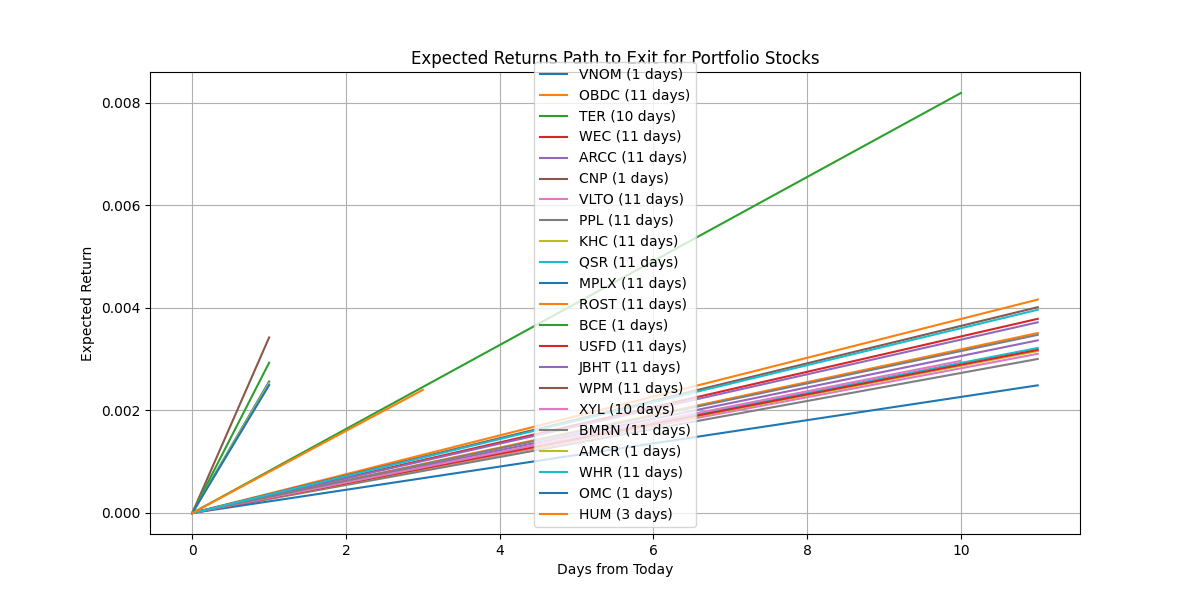 Expected Returns Path to Exit for Portfolio Stocks
VNOM (1 days)
OBDC (11 days)
TER (10 days)
WEC (11 days)
ARCC (11 days)
CNP (1 days)
VLTO (11 days)
PPL (11 days)
KHC (11 days)
QSR (11 days)
MPLX (11 days)
ROST (11 days)
BCE (1 days)
USFD (11 days)
JBHT (11 days)
WPM (11 days)
XYL (10 days)
BMRN (11 days)
AMCR (1 days)
WHR (11 days)
OMC (1 days)
HUM (3 days)
Expected Return
0.008
0.006
0.004
0.002
0.000
0
2
4
6
8
10
Days from Today